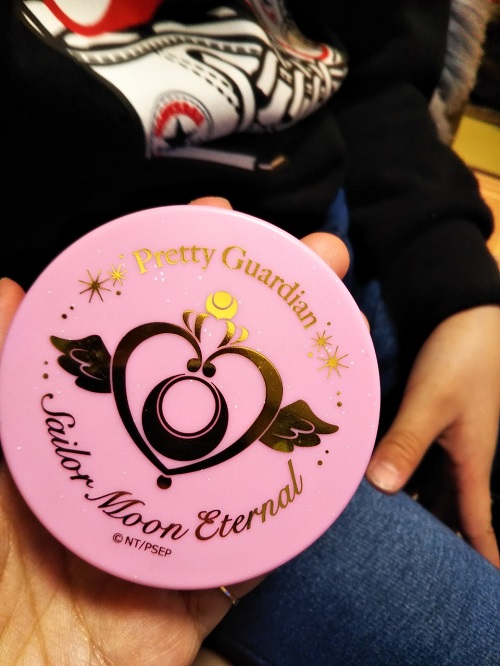 Pretty Guardian
Sailor Moon Eternal
© NT/PSEP